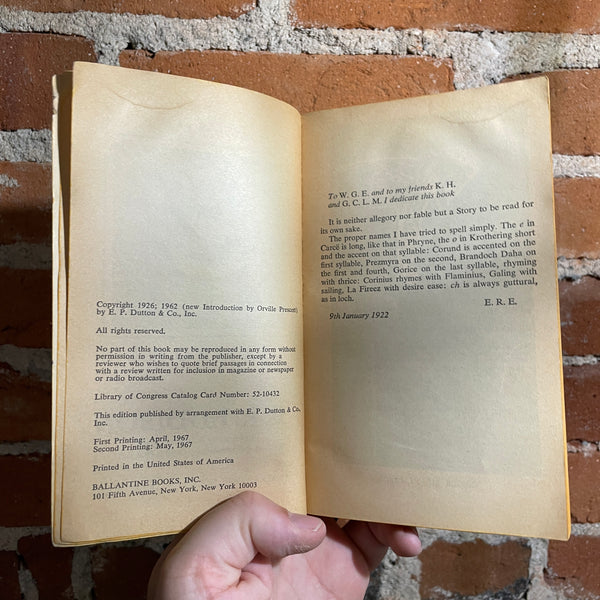 Copyright 1926; 1962 (new Introduction by Orville Prescott)
by E. P. Dutton & Co., Inc.
All rights reserved.
No part of this book may be reproduced in any form without
permission in writing from the publisher, except by a
reviewer who wishes to quote brief passages in connection
with a review written for inclusion in magazine or newspaper
or radio broadcast.
Library of Congress Catalog Card Number: 52-10432
This edition published by arrangement with E. P. Dutton & Co.,
Inc.
First Printing: April, 1967
Second Printing: May, 1967
Printed in the United States of America
BALLANTINE BOOKS, INC.
101 Fifth Avenue, New York, New York 10003
To W. G. E. and to my friends K. H.
and G. C. L. M. I dedicate this book
It is neither allegory nor fable but a Story to be read for
its own sake.
The proper names I have tried to spell simply. The e in
Carcë is long, like that in Phryne, the o in Krothering short
and the accent on that syllable: Corund is accented on the
first syllable, Prezmyra on the second, Brandoch Daha on
the first and fourth, Gorice on the last syllable, rhyming
with thrice: Corinius rhymes with Flaminius, Galing with
sailing, La Fireez with desire ease: ch is always guttural,
as in loch.
E. R. E.
9th January 1922